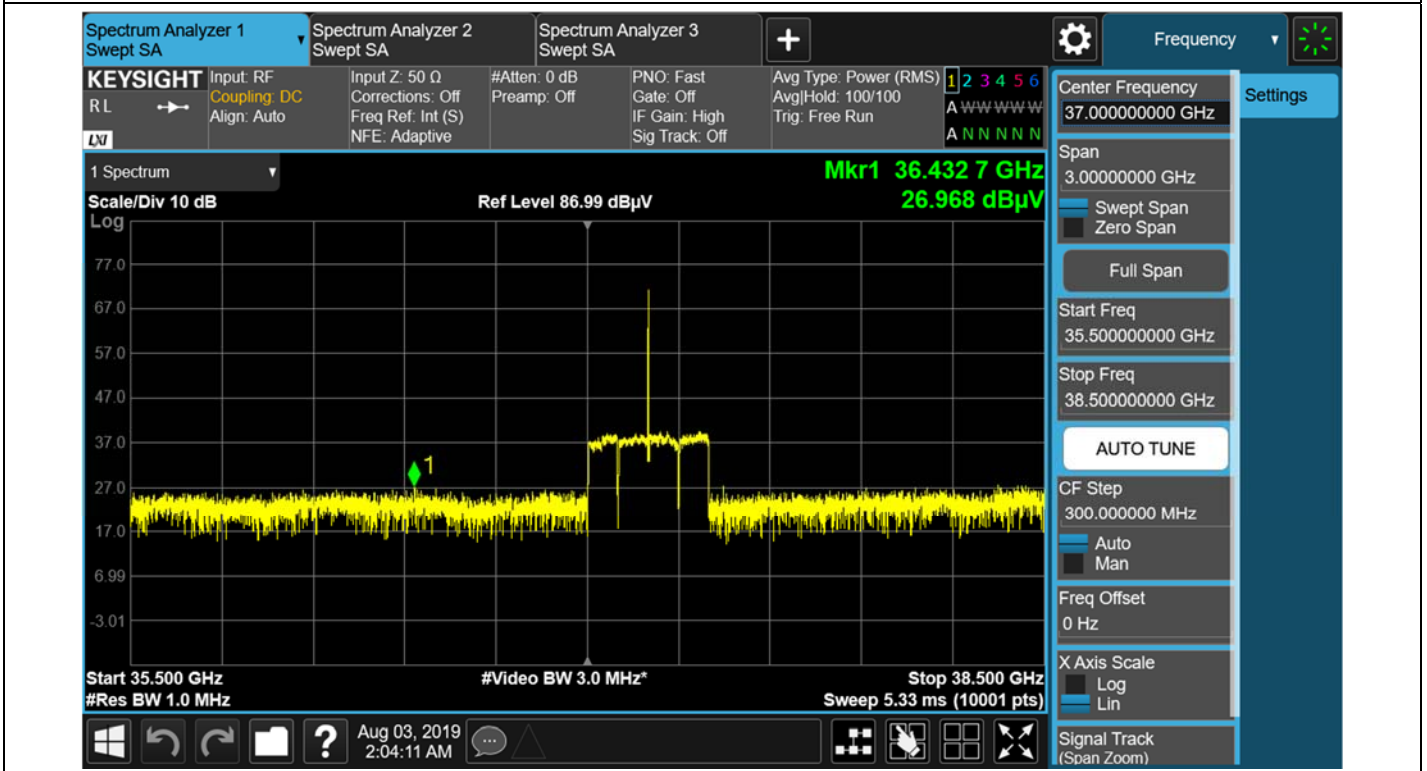 Spectrum Analyzer 1
Swept SA
Spectrum Analyzer 2
Swept SA
Spectrum Analyzer 3
Swept SA
Frequency
KEYSIGHT
R L
LXI
Input: RF
Coupling: DC
Align: Auto
Input Z: 50 Ω
Corrections: Off
Freq Ref: Int (S)
NFE: Adaptive
#Atten: 0 dB
Preamp: Off
PNO: Fast
Gate: Off
IF Gain: High
Sig Track: Off
Avg Type: Power (RMS)
Avg|Hold: 100/100
Trig: Free Run
1 2 3 4 5 6
A W W W W W
A N N N N N
1 Spectrum
Scale/Div 10 dB
Ref Level 86.99 dBµV
Mkr1 36.432 7 GHz
26.968 dBµV
Log
77.0
67.0
57.0
47.0
37.0
27.0
17.0
6.99
-3.01
1
Start 35.500 GHz
#Res BW 1.0 MHz
#Video BW 3.0 MHz*
Stop 38.500 GHz
Sweep 5.33 ms (10001 pts)
Aug 03, 2019
2:04:11 AM
Center Frequency
37.000000000 GHz
Span
3.00000000 GHz
Swept Span
Zero Span
Full Span
Start Freq
35.500000000 GHz
Stop Freq
38.500000000 GHz
AUTO TUNE
CF Step
300.000000 MHz
Auto
Man
Freq Offset
0 Hz
X Axis Scale
Log
Lin
Signal Track
(Span Zoom)
Settings